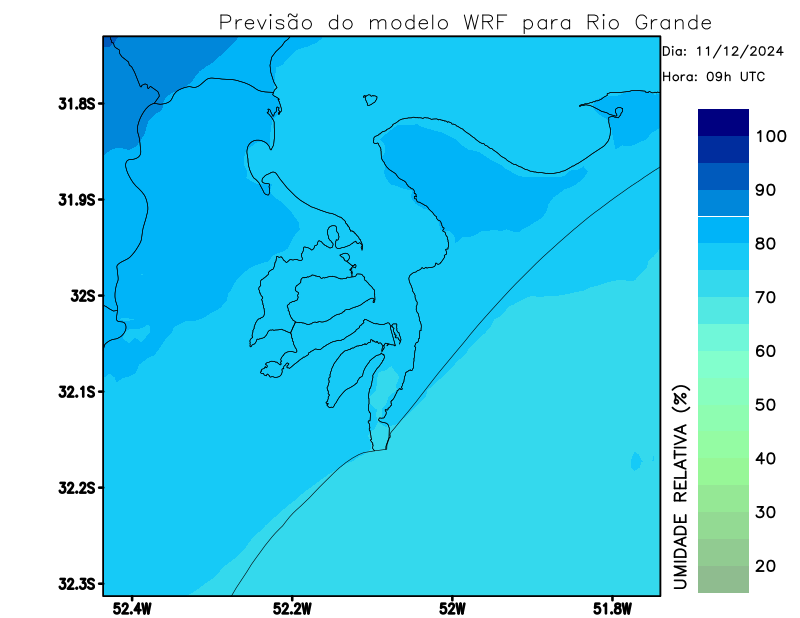 Previsão do modelo WRF para Rio Grande
Dia: 11/12/2024
Hora: 09h UTC
31.8S
31.9S
32S
32.1S
32.2S
32.3S
52.4W
52.2W
52W
51.8W
100
90
80
70
60
50
40
30
20
UMIDADE RELATIVA (%)